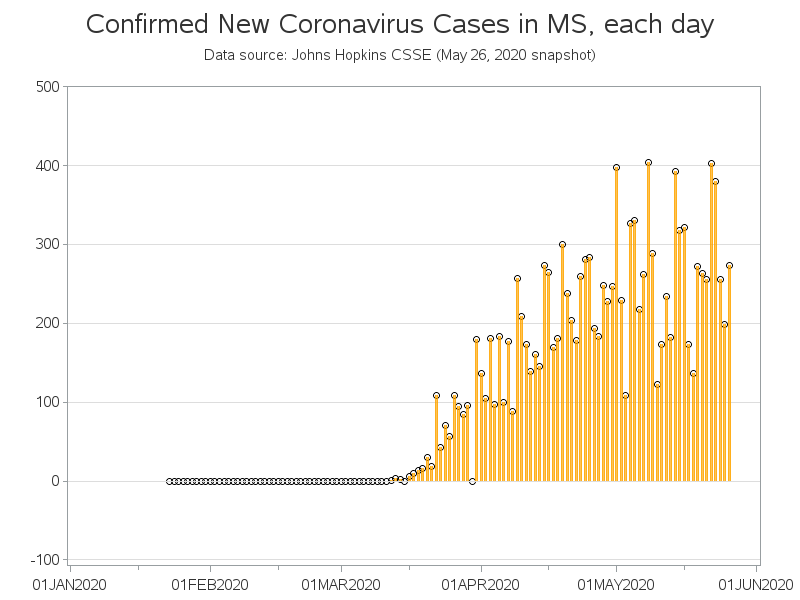 Confirmed New Coronavirus Cases in MS, each day
Data source: Johns Hopkins CSSE (May 26, 2020 snapshot)
500
400
300
200
100
0
-100
01JAN2020 01FEB2020 01MAR2020 01APR2020 01MAY2020 01JUN2020